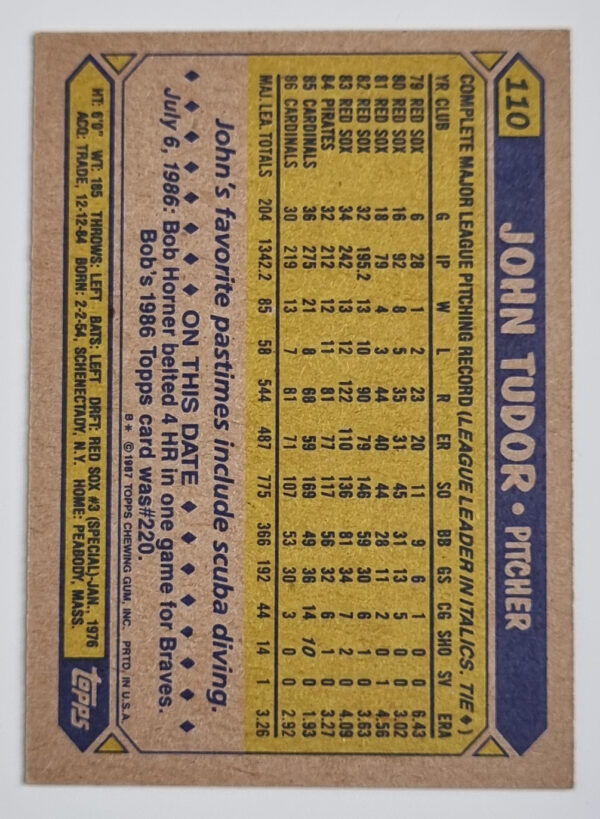 110
JOHN TUDOR • PITCHER
COMPLETE MAJOR LEAGUE PITCHING RECORD (LEAGUE LEADER IN ITALICS. TIE ♦)
YR CLUB G IP W L R ER SO BB GS CG SHO SV ERA
79 RED SOX 6 28 1 2 23 20 11 9 6 1 0 0 6.43
80 RED SOX 16 92 8 5 35 31 45 31 13 5 0 0 3.02
81 RED SOX 18 79 4 3 44 40 44 28 11 2 0 1 4.56
82 RED SOX 32 195.2 13 10 90 79 146 59 30 6 1 0 3.63
83 RED SOX 34 242 13 12 122 110 136 81 34 7 2 0 4.09
84 PIRATES 32 212 12 11 81 77 117 56 32 6 1 0 3.27
85 CARDINALS 36 275 21 8 68 59 169 49 36 14 10 0 1.93
86 CARDINALS 30 219 13 7 81 71 107 53 30 3 0 0 2.92
MAJ. LEA. TOTALS 204 1342.2 85 58 544 487 775 366 192 44 14 1 3.26
John's favorite pastimes include scuba diving.
♦ ♦ ♦ ♦ ♦ ♦ ♦ ♦ ON THIS DATE ♦ ♦ ♦ ♦ ♦ ♦ ♦ ♦
July 6, 1986: Bob Horner belted 4 HR in one game for Braves.
Bob's 1986 Topps card was#220.
B* ©1987 TOPPS CHEWING GUM, INC. PRTD. IN U.S.A.
HT: 6'0" WT: 185 THROWS: LEFT BATS: LEFT DRFT: RED SOX #3 (SPECIAL)-JAN., 1976
ACQ: TRADE, 12-12-84 BORN: 2-2-54, SCHENECTADY, N.Y. HOME: PEABODY, MASS.
topps